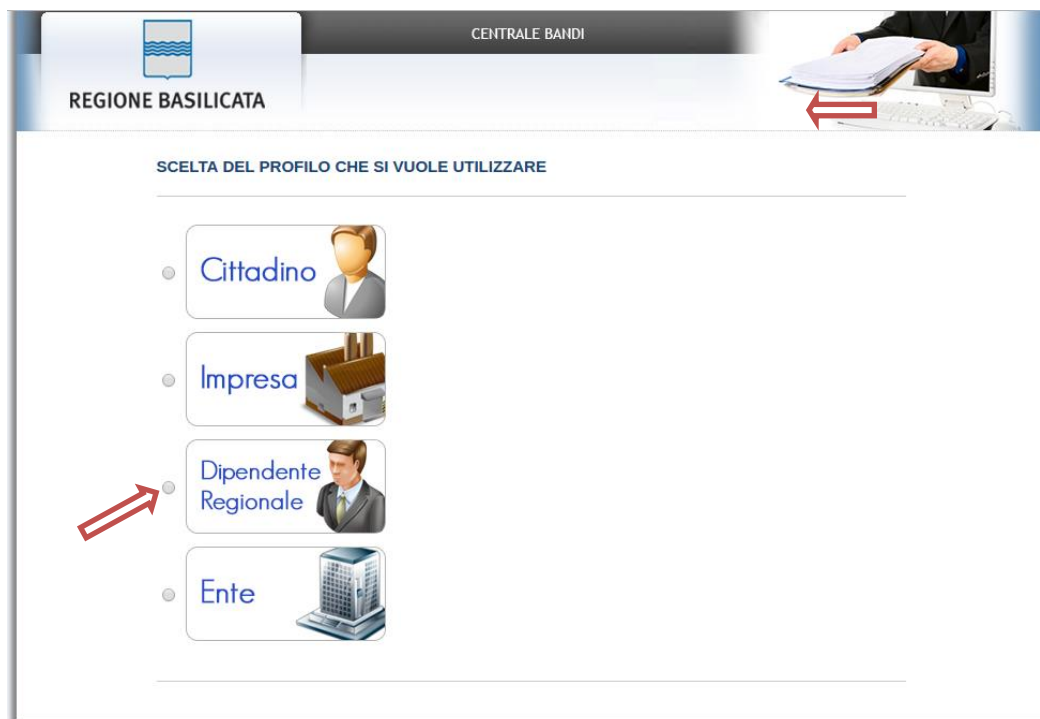 CENTRALE BANDI
REGIONE BASILICATA
SCELTA DEL PROFILO CHE SI VUOLE UTILIZZARE
Cittadino
Impresa
Dipendente
Regionale
Ente